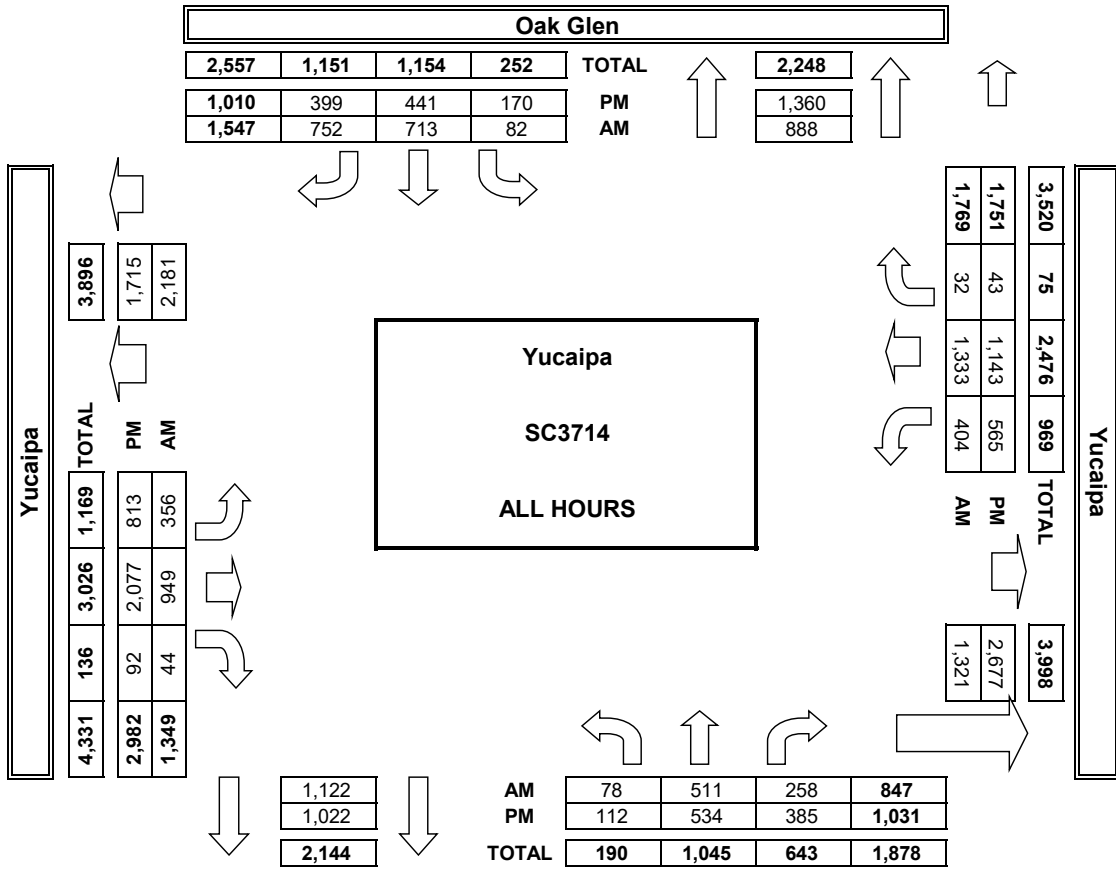 Oak Glen
2,557 1,151 1,154 252 TOTAL 2,248
1,010 399 441 170 PM 1,360
1,547 752 713 82 AM 888
Yucaipa
3,896
1,715
2,181
TOTAL
PM
AM
1,169 3,026 136 4,331
813 2,077 92 2,982
356 949 44 1,349
Yucaipa
SC3714
ALL HOURS
3,520 75 2,476 969 TOTAL
1,751 43 1,143 565 PM
1,769 32 1,333 404 AM
3,998
2,677
1,321
Yucaipa
1,122 AM 78 511 258 847
1,022 PM 112 534 385 1,031
2,144 TOTAL 190 1,045 643 1,878